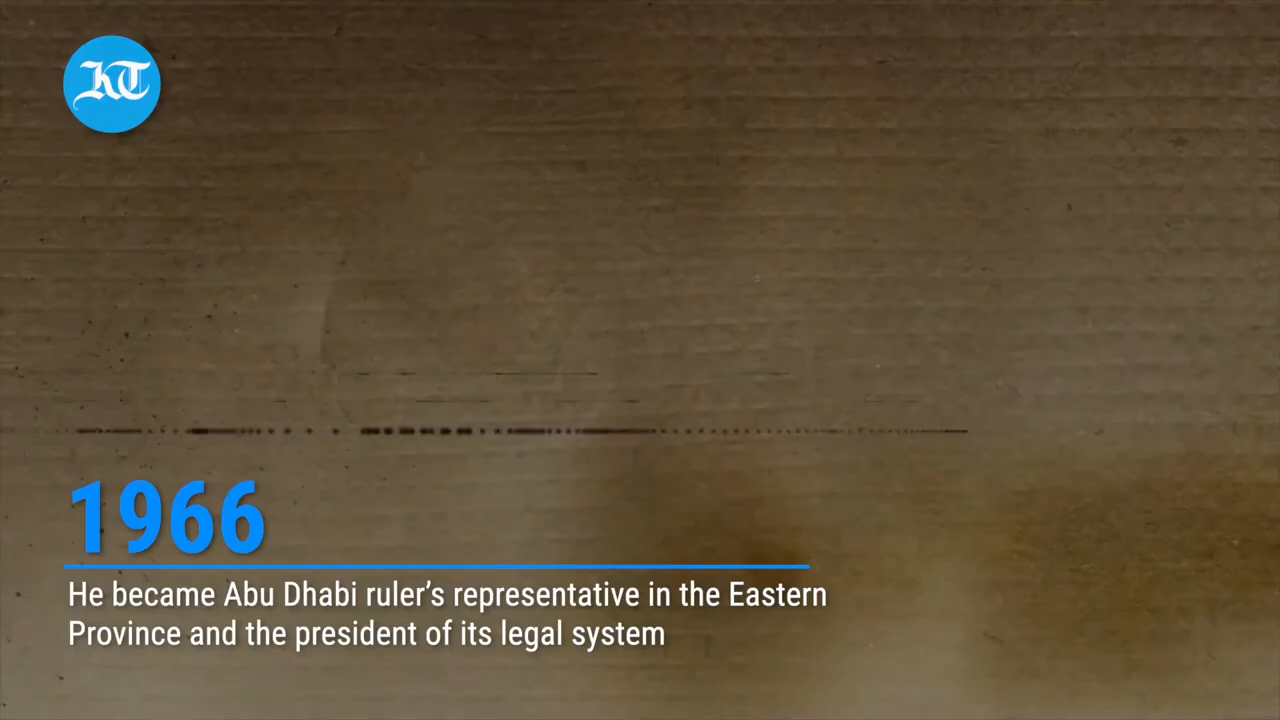 KT
1966
He became Abu Dhabi ruler’s representative in the Eastern
Province and the president of its legal system